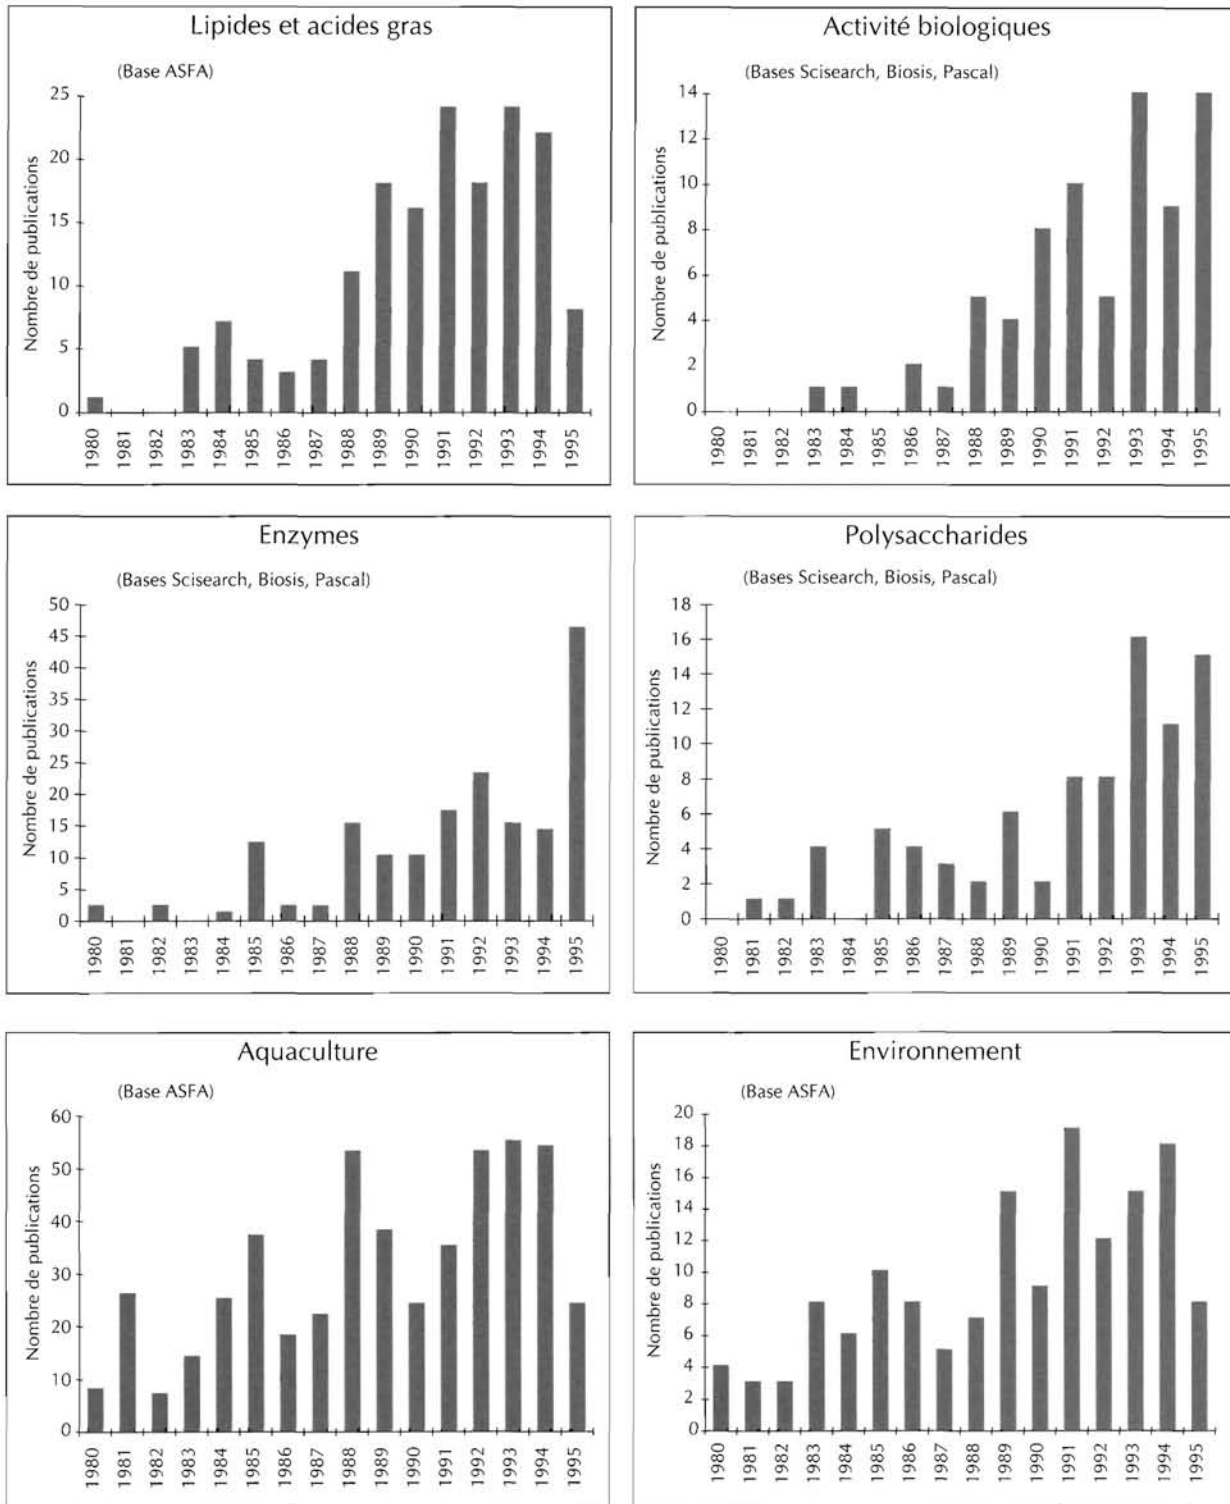 Lipides et acides gras
(Base ASFA)
Nombre de publications
25
20
15
10
5
0
1980 1981 1982 1983 1984 1985 1986 1987 1988 1989 1990 1991 1992 1993 1994 1995
Activité biologiques
(Bases Scisearch, Biosis, Pascal)
Nombre de publications
14
12
10
8
6
4
2
0
1980 1981 1982 1983 1984 1985 1986 1987 1988 1989 1990 1991 1992 1993 1994 1995
Enzymes
(Bases Scisearch, Biosis, Pascal)
Nombre de publications
50
45
40
35
30
25
20
15
10
5
0
1980 1981 1982 1983 1984 1985 1986 1987 1988 1989 1990 1991 1992 1993 1994 1995
Polysaccharides
(Bases Scisearch, Biosis, Pascal)
Nombre de publications
18
16
14
12
10
8
6
4
2
0
1980 1981 1982 1983 1984 1985 1986 1987 1988 1989 1990 1991 1992 1993 1994 1995
Aquaculture
(Base ASFA)
Nombre de publications
60
50
40
30
20
10
0
1980 1981 1982 1983 1984 1985 1986 1987 1988 1989 1990 1991 1992 1993 1994 1995
Environnement
(Base ASFA)
Nombre de publications
20
18
16
14
12
10
8
6
4
2
0
1980 1981 1982 1983 1984 1985 1986 1987 1988 1989 1990 1991 1992 1993 1994 1995